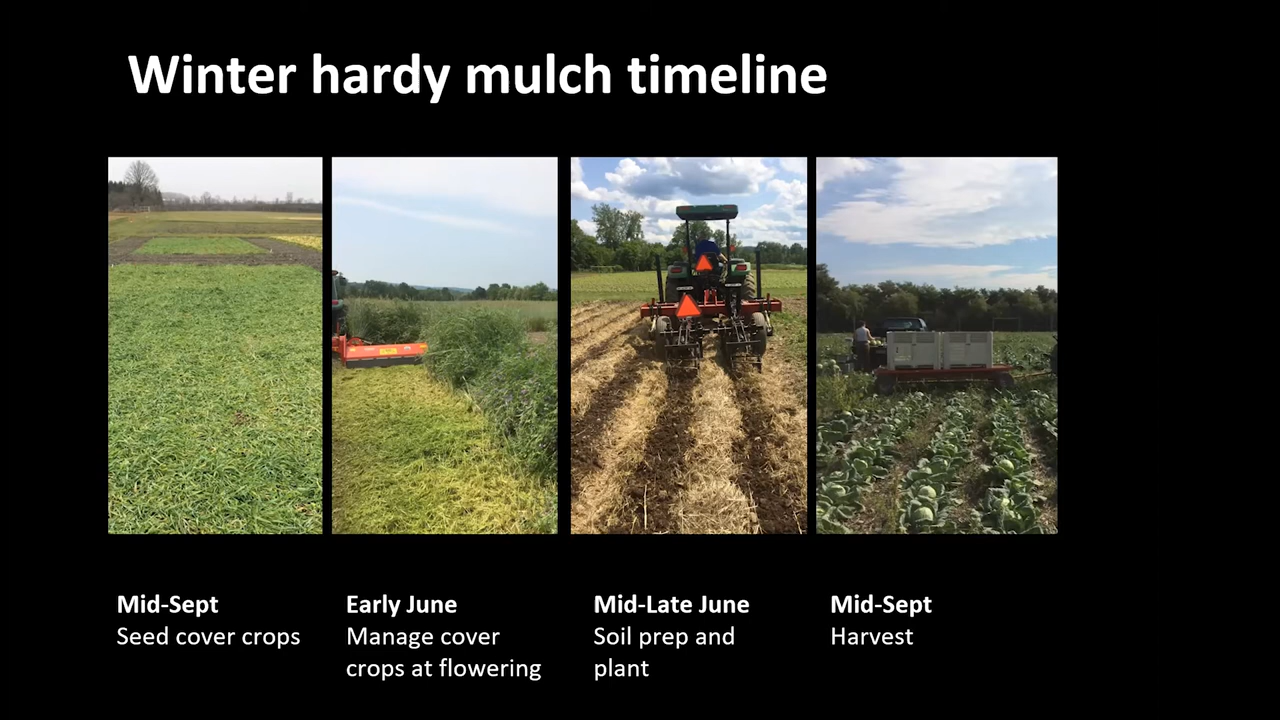 Winter hardy mulch timeline
Mid-Sept
Seed cover crops
Early June
Manage cover
crops at flowering
Mid-Late June
Soil prep and
plant
Mid-Sept
Harvest